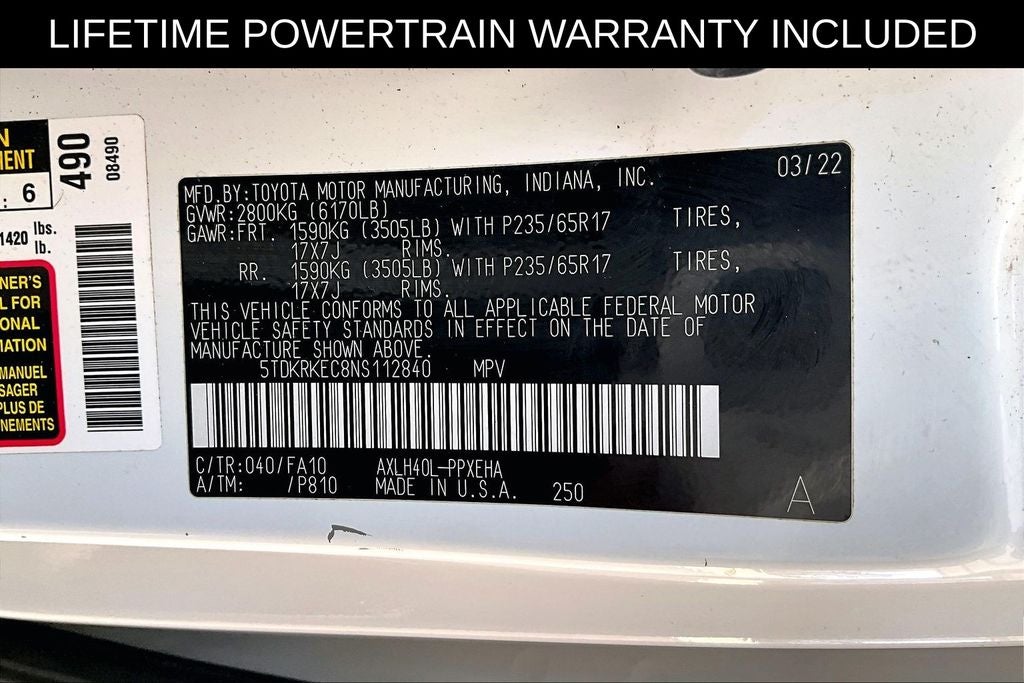 LIFETIME POWERTRAIN WARRANTY INCLUDED
N
MENT
: 6
490
08490
1420 lbs.
lb.
NER'S
L FOR
ONAL
MATION
MANUEL
SAGER
PLUS DE
NEMENTS
MFD.BY:TOYOTA MOTOR MANUFACTURING, INDIANA, INC. 03/22
GVWR:2800KG (6170LB)
GAWR:FRT. 1590KG (3505LB) WITH P235/65R17 TIRES,
17X7J RIMS.
RR. 1590KG (3505LB) WITH P235/65R17 TIRES,
17X7J RIMS.
THIS VEHICLE CONFORMS TO ALL APPLICABLE FEDERAL MOTOR
VEHICLE SAFETY STANDARDS IN EFFECT ON THE DATE OF
MANUFACTURE SHOWN ABOVE.
5TDKRKEC8NS112840 MPV
C/TR:040/FA10 AXLH40L-PPXEHA
A/TM: /P810 MADE IN U.S.A. 250 A